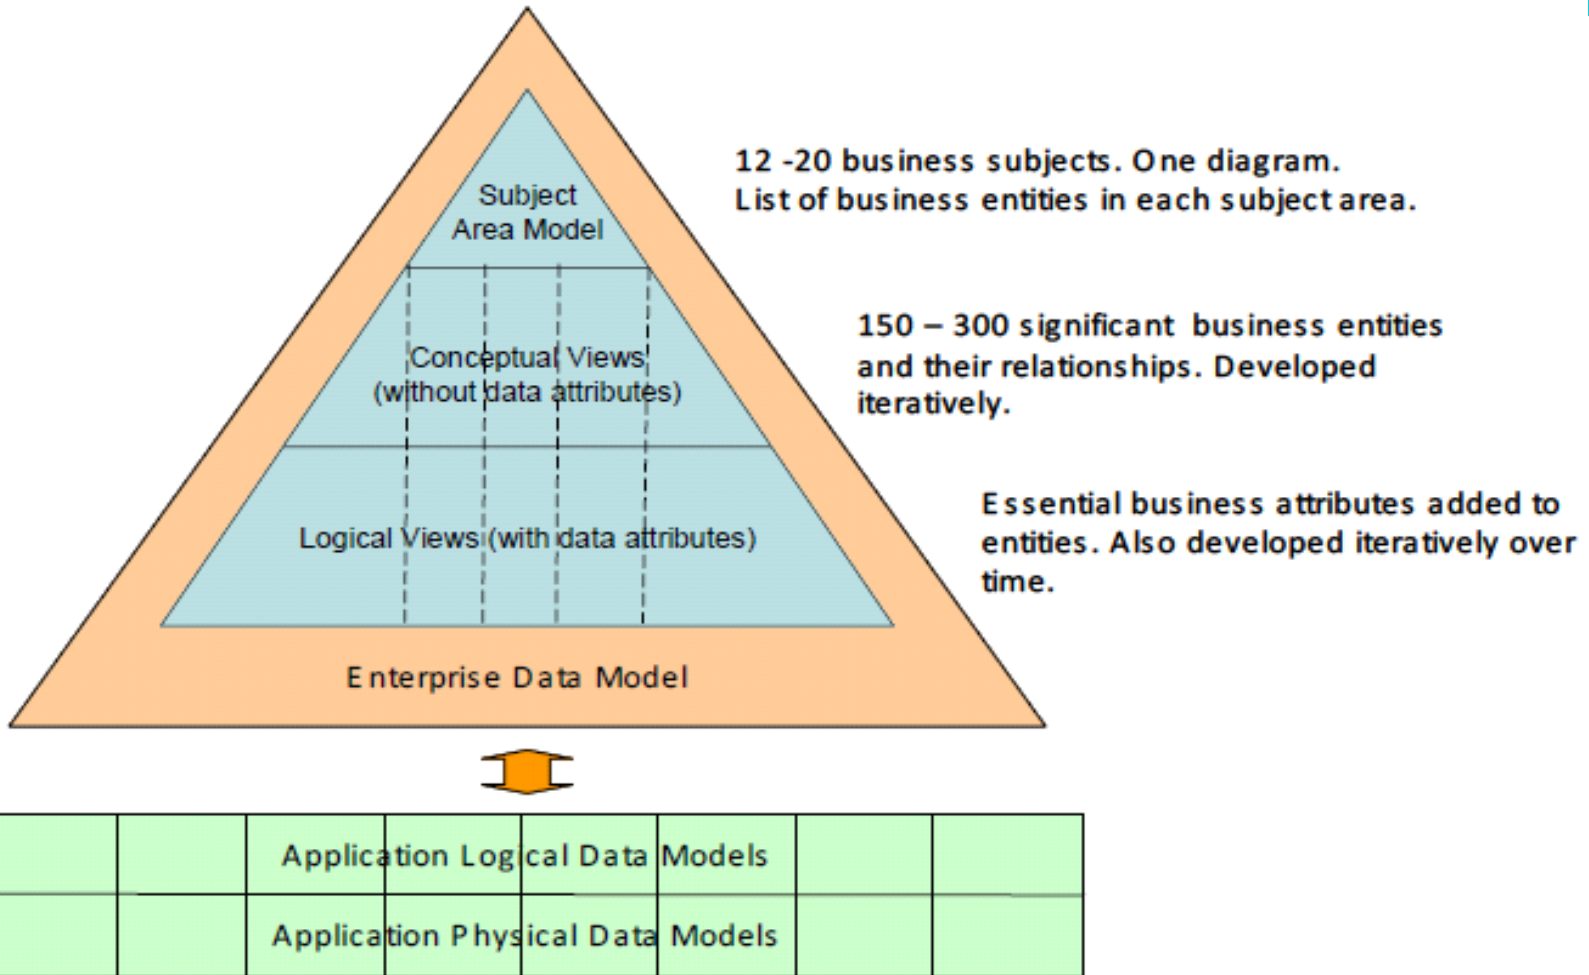 Subject
Area Model
12 -20 business subjects. One diagram.
List of business entities in each subject area.
Conceptual Views
(without data attributes)
150 – 300 significant business entities
and their relationships. Developed
iteratively.
Logical Views (with data attributes)
Essential business attributes added to
entities. Also developed iteratively over
time.
Enterprise Data Model
Application Logical Data Models
Application Physical Data Models